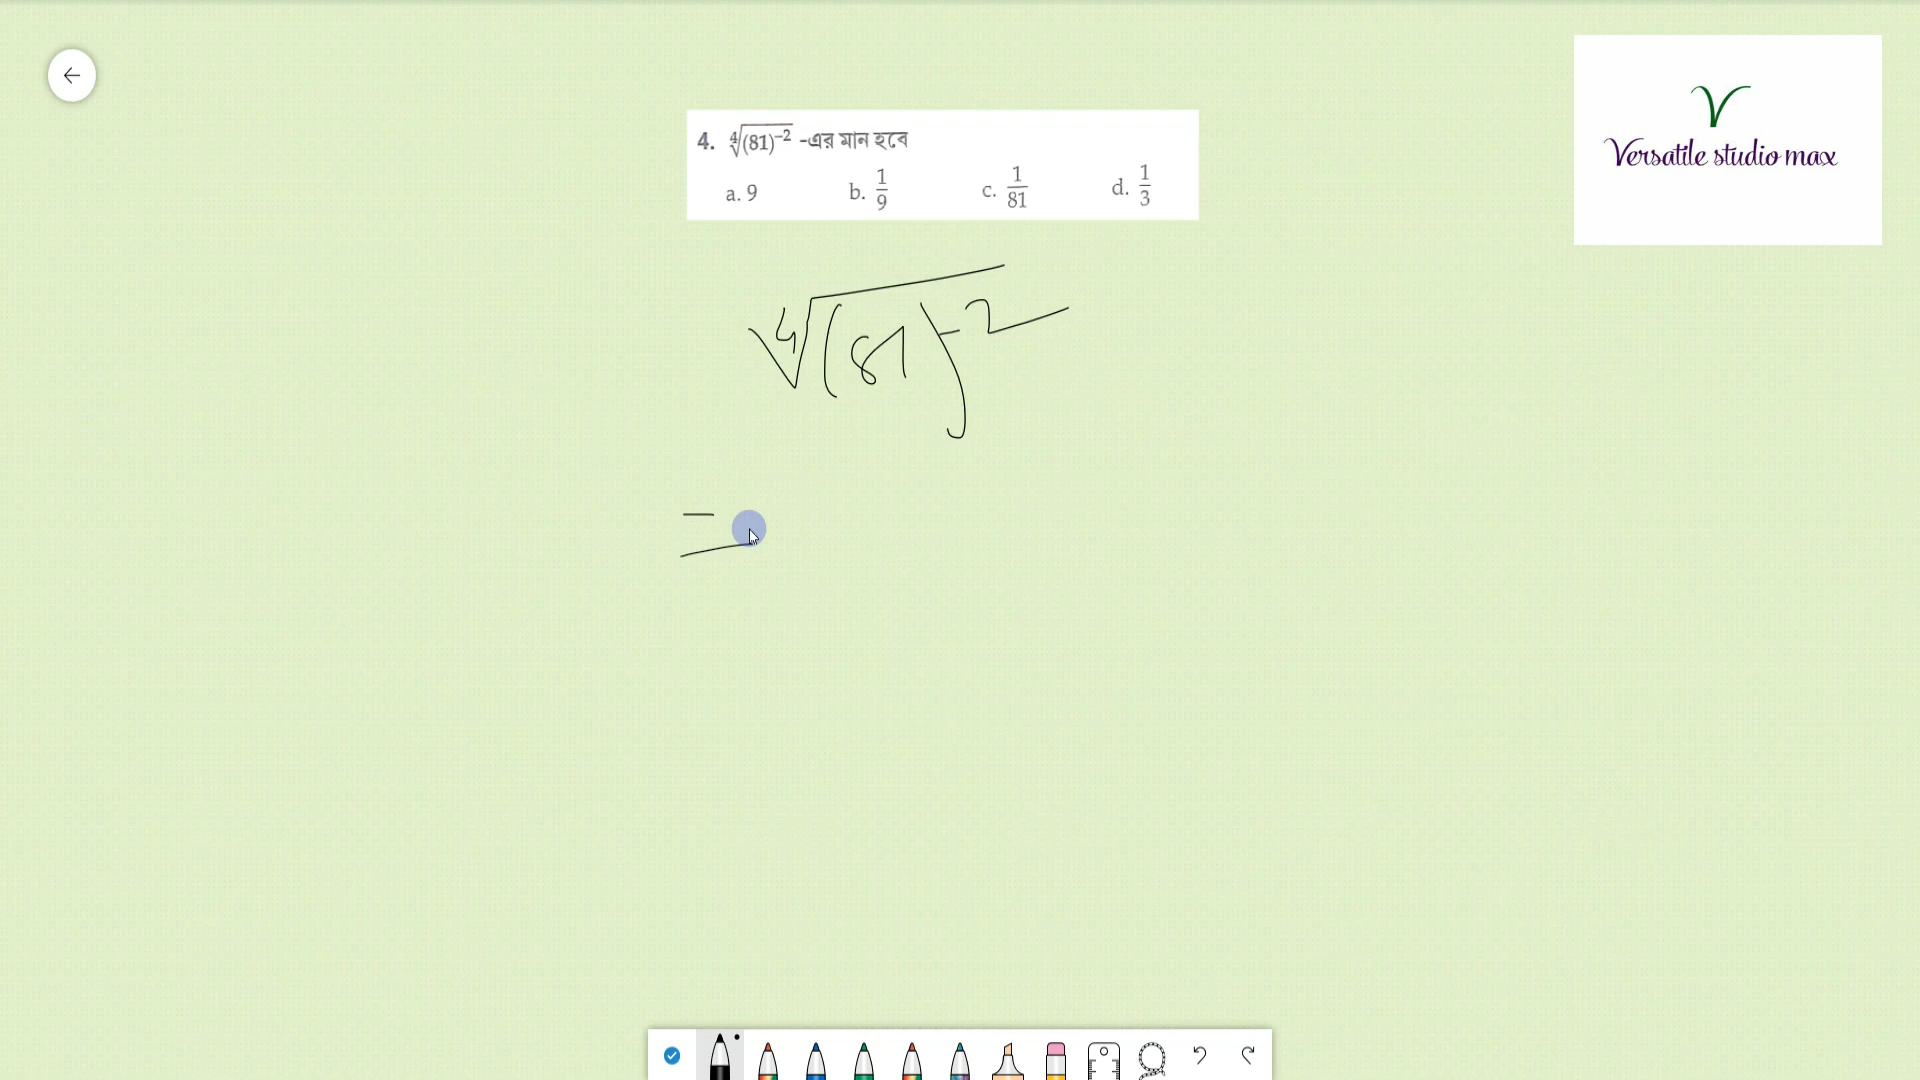 4. ∜(81)⁻² -এর মান হবে
a. 9 b. 1/9 c. 1/81 d. 1/3
V
Versatile studio max
∜(81)⁻²
=